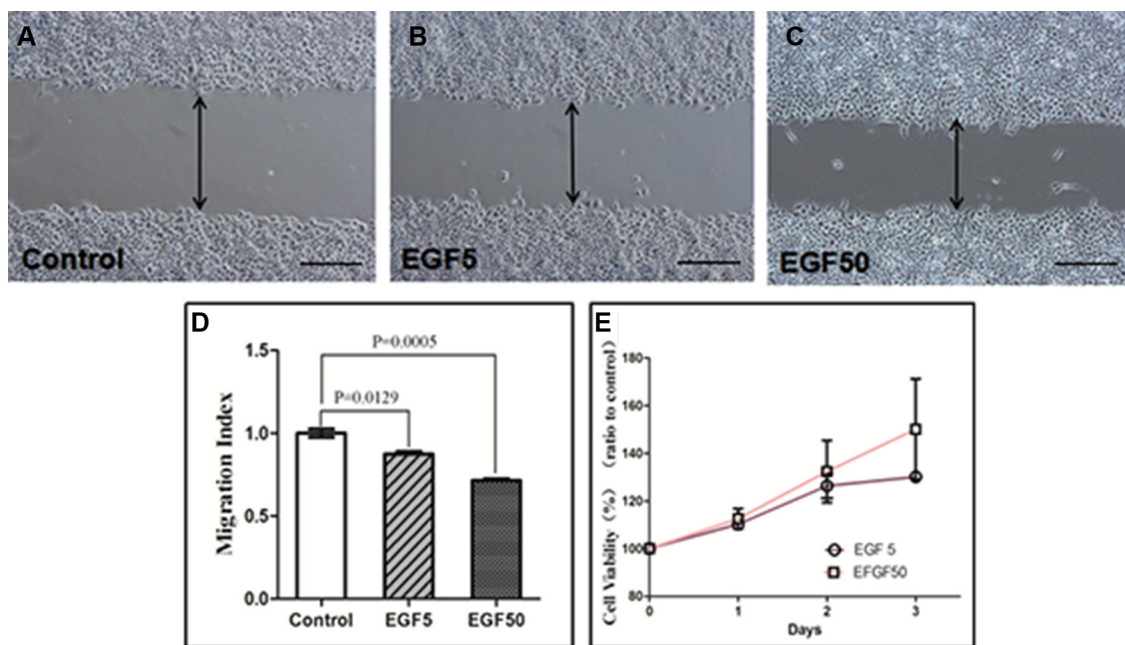 A
B
C
Control
EGF5
EGF50
D
Migration Index
1.5
1.0
0.5
0.0
P=0.0005
P=0.0129
Control
EGF5
EGF50
E
Cell Viability (%) (ratio to control)
180
160
140
120
100
80
EGF 5
EFGF50
0
1
2
3
Days